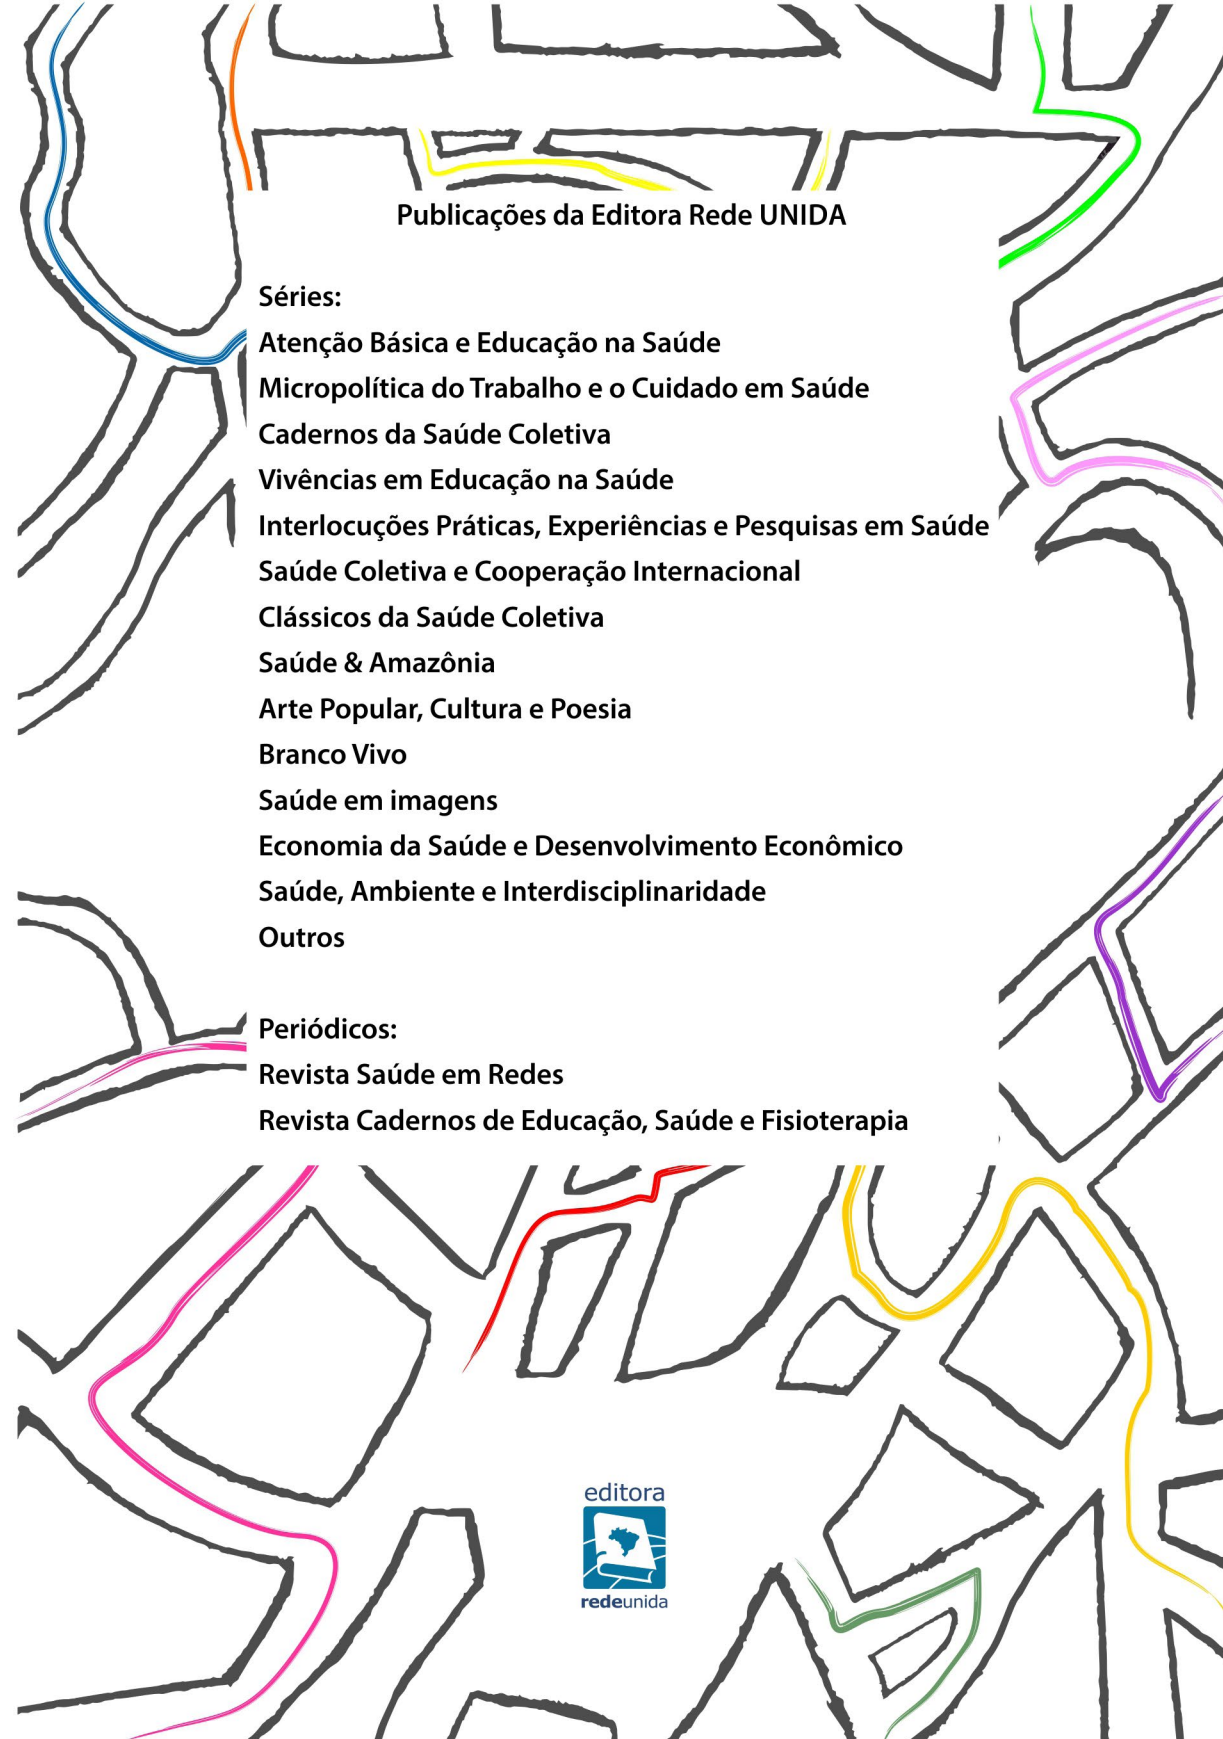 Publicações da Editora Rede UNIDA
Séries:
Atenção Básica e Educação na Saúde
Micropolítica do Trabalho e o Cuidado em Saúde
Cadernos da Saúde Coletiva
Vivências em Educação na Saúde
Interlocuções Práticas, Experiências e Pesquisas em Saúde
Saúde Coletiva e Cooperação Internacional
Clássicos da Saúde Coletiva
Saúde & Amazônia
Arte Popular, Cultura e Poesia
Branco Vivo
Saúde em imagens
Economia da Saúde e Desenvolvimento Econômico
Saúde, Ambiente e Interdisciplinaridade
Outros
Periódicos:
Revista Saúde em Redes
Revista Cadernos de Educação, Saúde e Fisioterapia
editora
redeunida